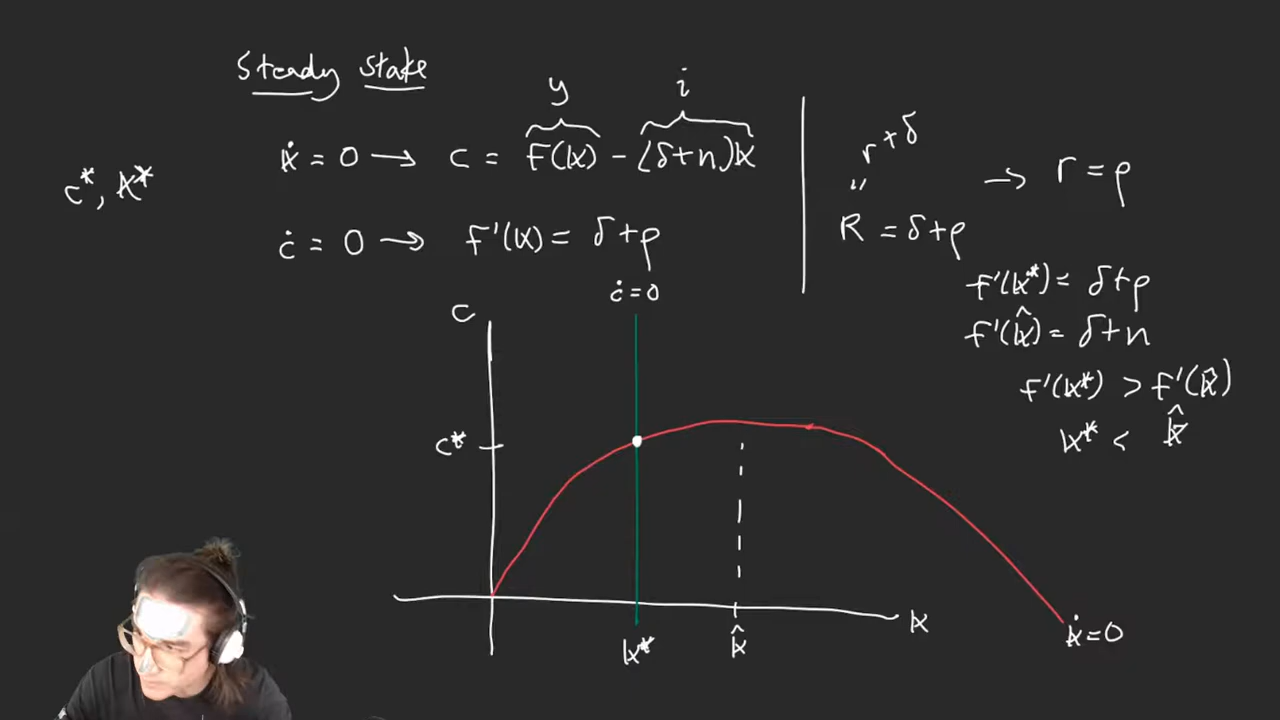 Steady state
y
i
k̇ = 0 → c = F(k) − (δ+n)k
c*, k*
ċ = 0 → f'(k) = δ+ρ
r+δ
"
R = δ+ρ
→ r = ρ
f'(k*) = δ+ρ
f'(k̂) = δ+n
f'(k*) > f'(k̂)
k* < k̂
ċ=0
c
c*
k
k*
k̂
k̇=0